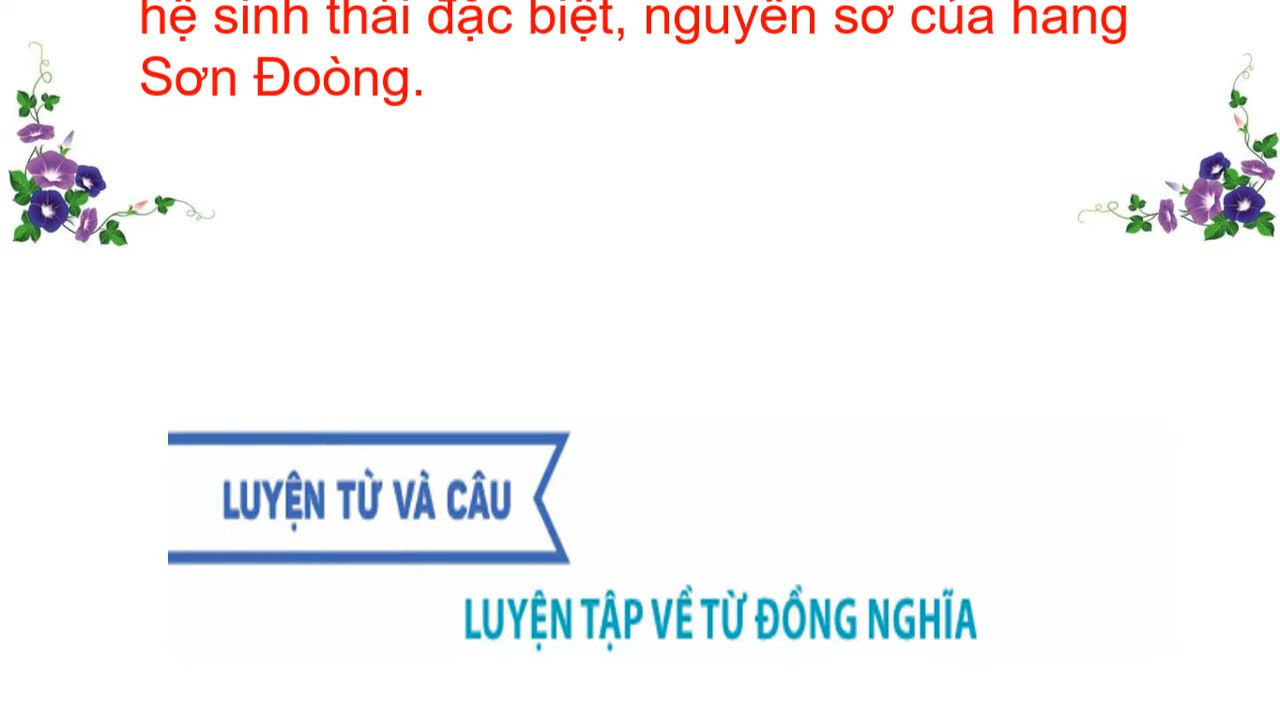 hệ sinh thái đặc biệt, nguyên sơ của hang
Sơn Đoòng.
LUYỆN TỪ VÀ CÂU
LUYỆN TẬP VỀ TỪ ĐỒNG NGHĨA